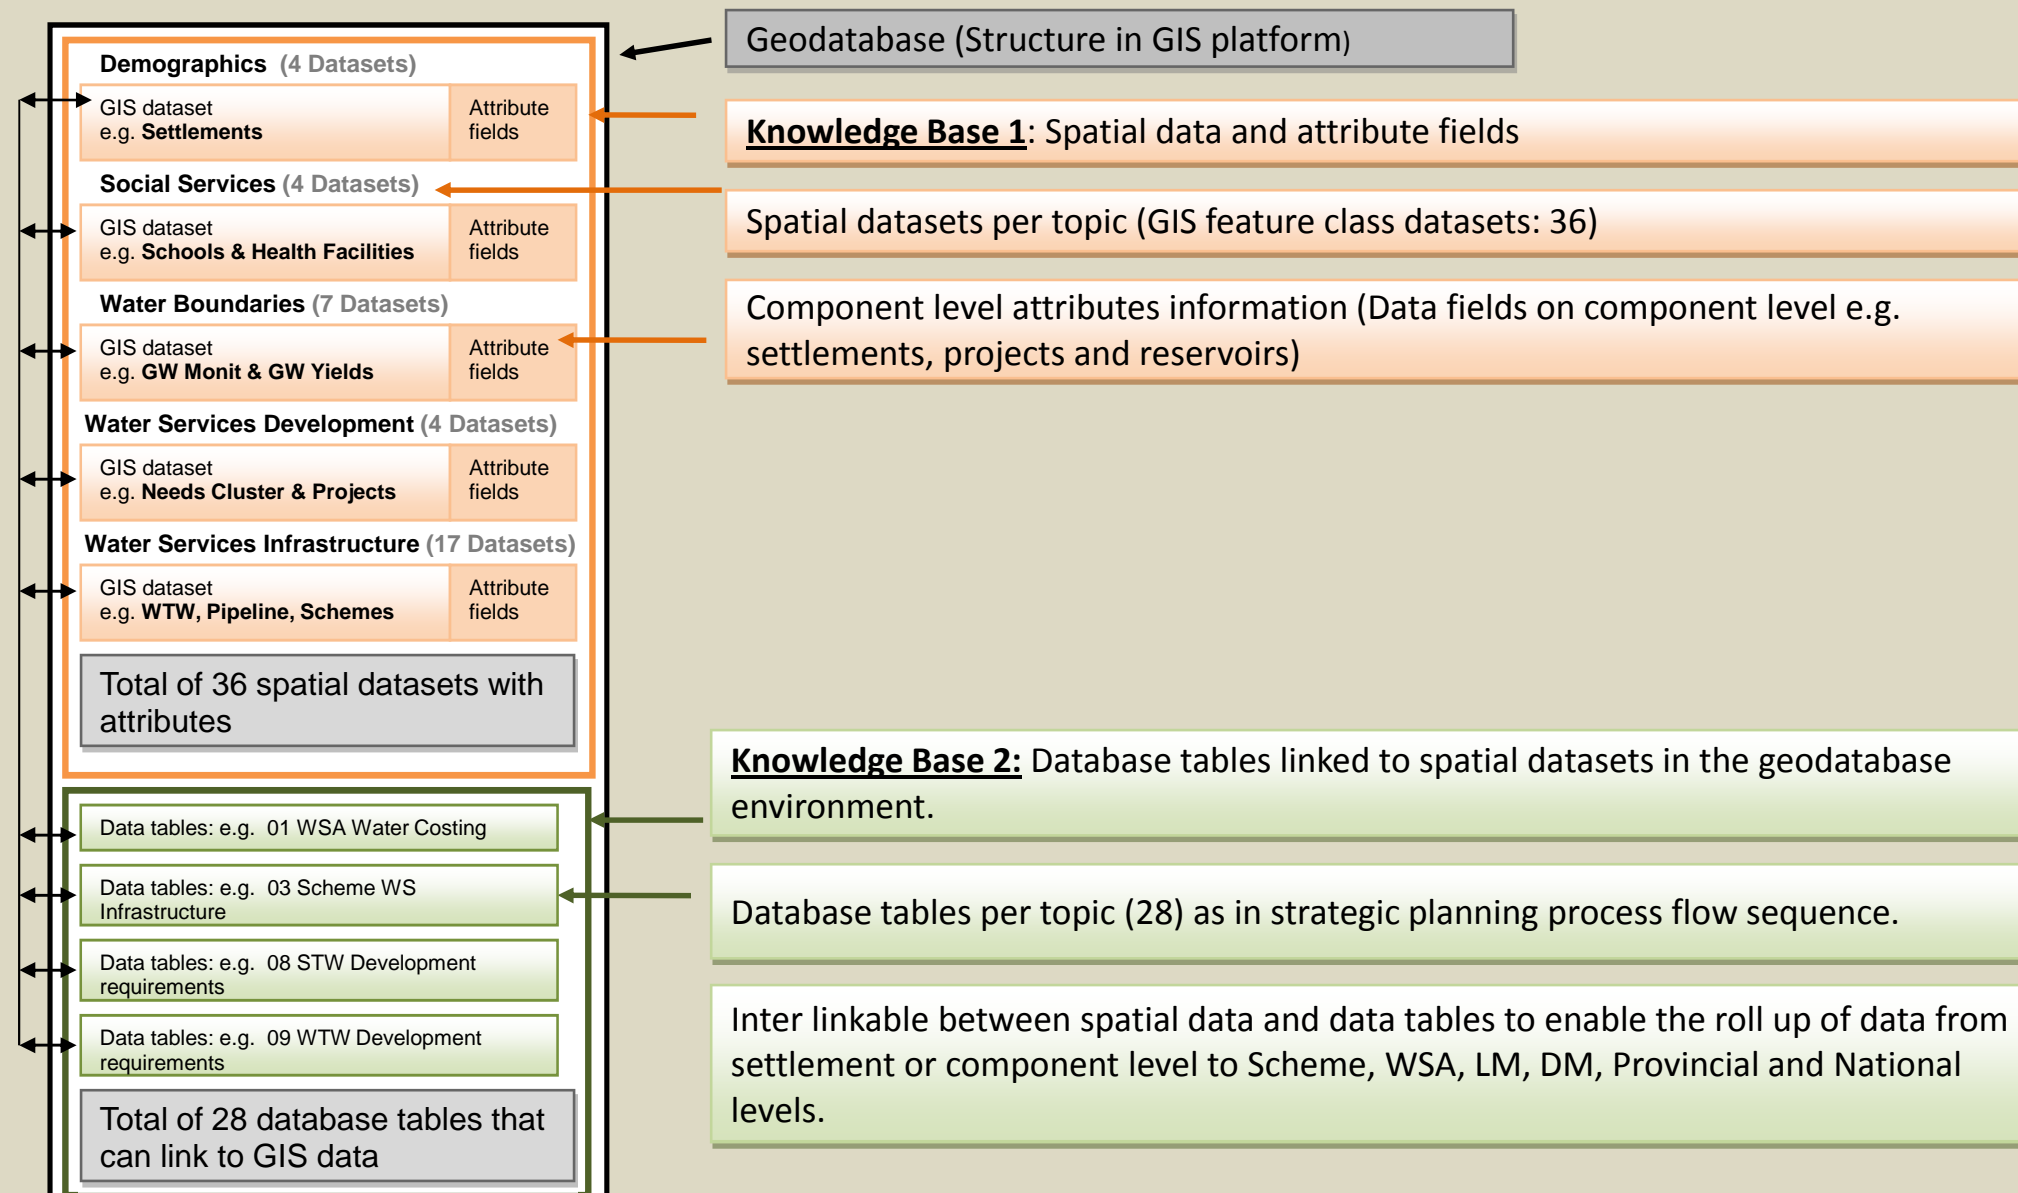 Geodatabase (Structure in GIS platform)
Demographics (4 Datasets)
GIS dataset
e.g. Settlements
Attribute
fields
Social Services (4 Datasets)
GIS dataset
e.g. Schools & Health Facilities
Attribute
fields
Water Boundaries (7 Datasets)
GIS dataset
e.g. GW Monit & GW Yields
Attribute
fields
Water Services Development (4 Datasets)
GIS dataset
e.g. Needs Cluster & Projects
Attribute
fields
Water Services Infrastructure (17 Datasets)
GIS dataset
e.g. WTW, Pipeline, Schemes
Attribute
fields
Total of 36 spatial datasets with
attributes
Data tables: e.g. 01 WSA Water Costing
Data tables: e.g. 03 Scheme WS
Infrastructure
Data tables: e.g. 08 STW Development
requirements
Data tables: e.g. 09 WTW Development
requirements
Total of 28 database tables that
can link to GIS data
Knowledge Base 1: Spatial data and attribute fields
Spatial datasets per topic (GIS feature class datasets: 36)
Component level attributes information (Data fields on component level e.g.
settlements, projects and reservoirs)
Knowledge Base 2: Database tables linked to spatial datasets in the geodatabase
environment.
Database tables per topic (28) as in strategic planning process flow sequence.
Inter linkable between spatial data and data tables to enable the roll up of data from
settlement or component level to Scheme, WSA, LM, DM, Provincial and National
levels.